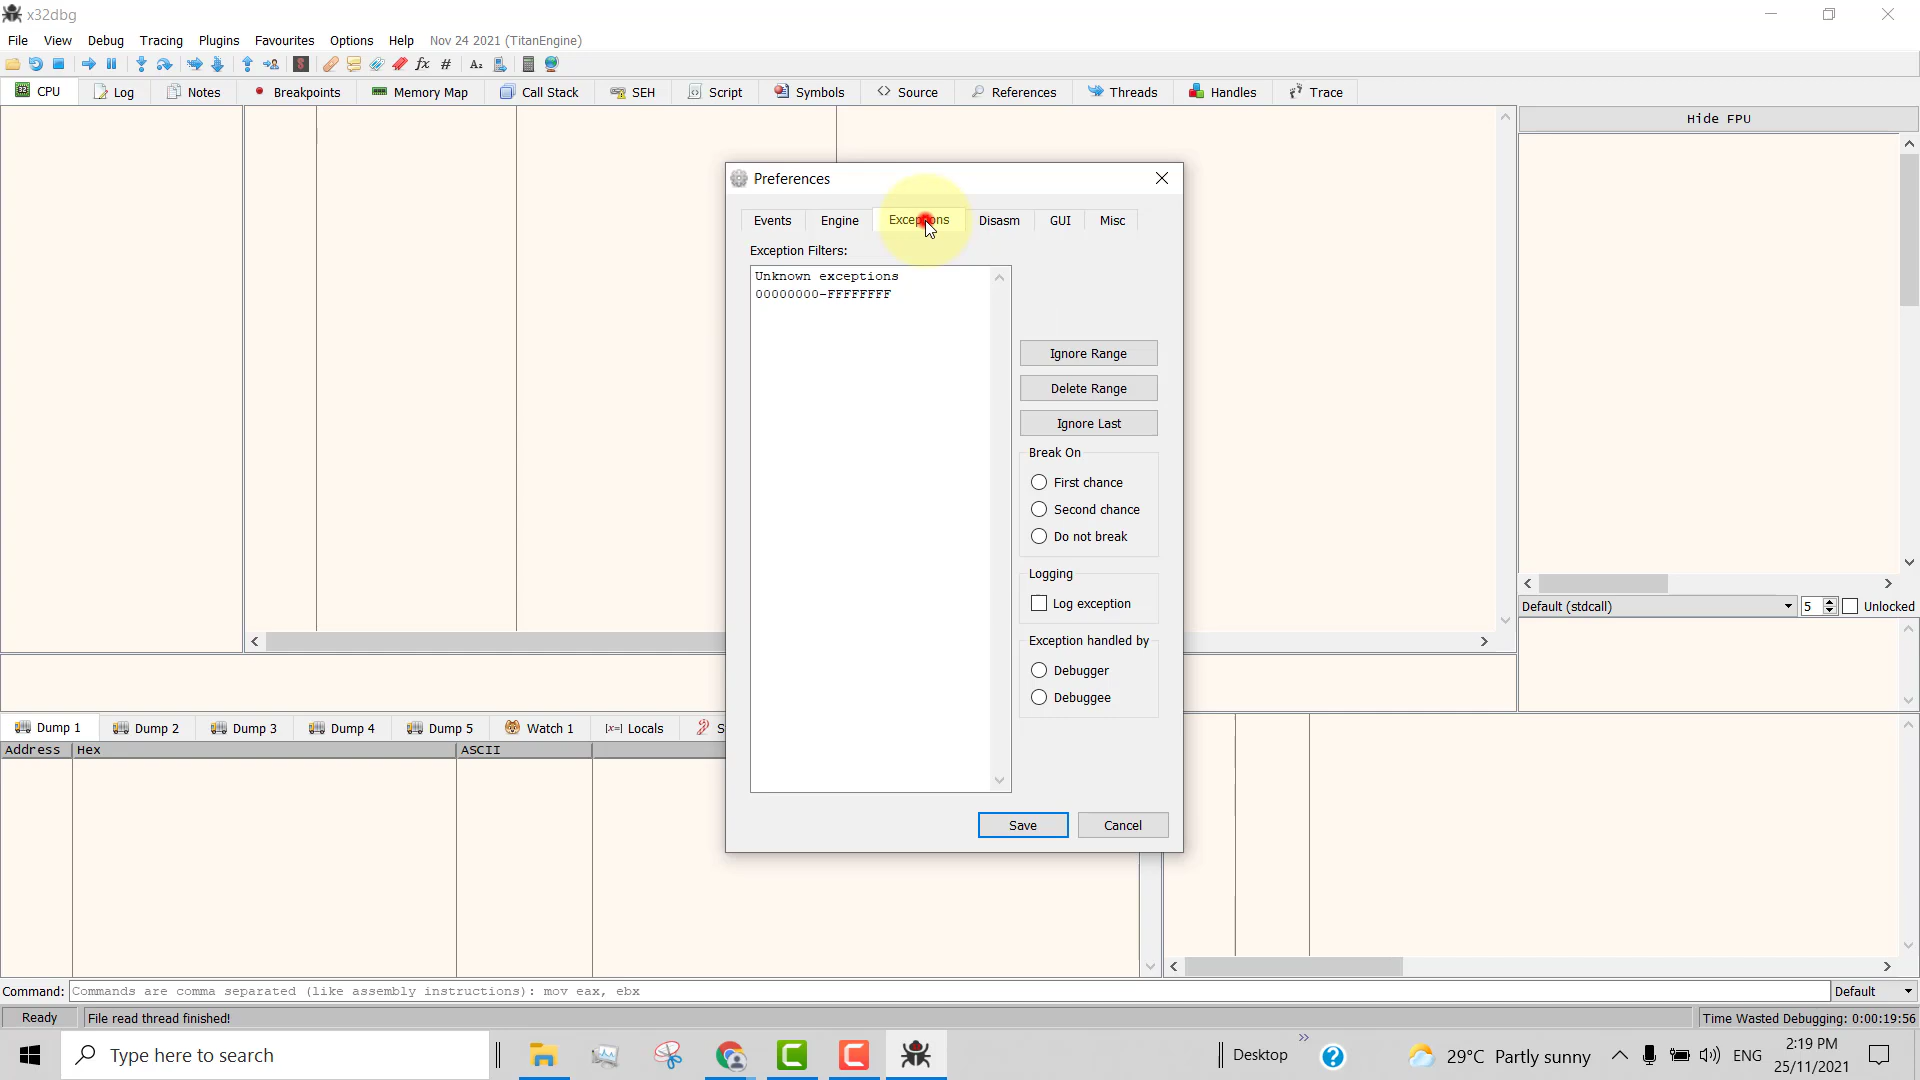 x32dbg
File View Debug Tracing Plugins Favourites Options Help Nov 24 2021 (TitanEngine)
CPU Log Notes Breakpoints Memory Map Call Stack SEH Script Symbols Source References Threads Handles Trace
Hide FPU
Preferences
Events Engine Exceptions Disasm GUI Misc
Exception Filters:
Unknown exceptions
00000000-FFFFFFFF
Ignore Range
Delete Range
Ignore Last
Break On
First chance
Second chance
Do not break
Logging
Log exception
Exception handled by
Debugger
Debuggee
Save Cancel
Default (stdcall) 5 Unlocked
Dump 1 Dump 2 Dump 3 Dump 4 Dump 5 Watch 1 [x=] Locals S
Address Hex ASCII
Command: Commands are comma separated (like assembly instructions): mov eax, ebx Default
Ready File read thread finished! Time Wasted Debugging: 0:00:19:56
Type here to search Desktop 29°C Partly sunny ENG 2:19 PM
25/11/2021